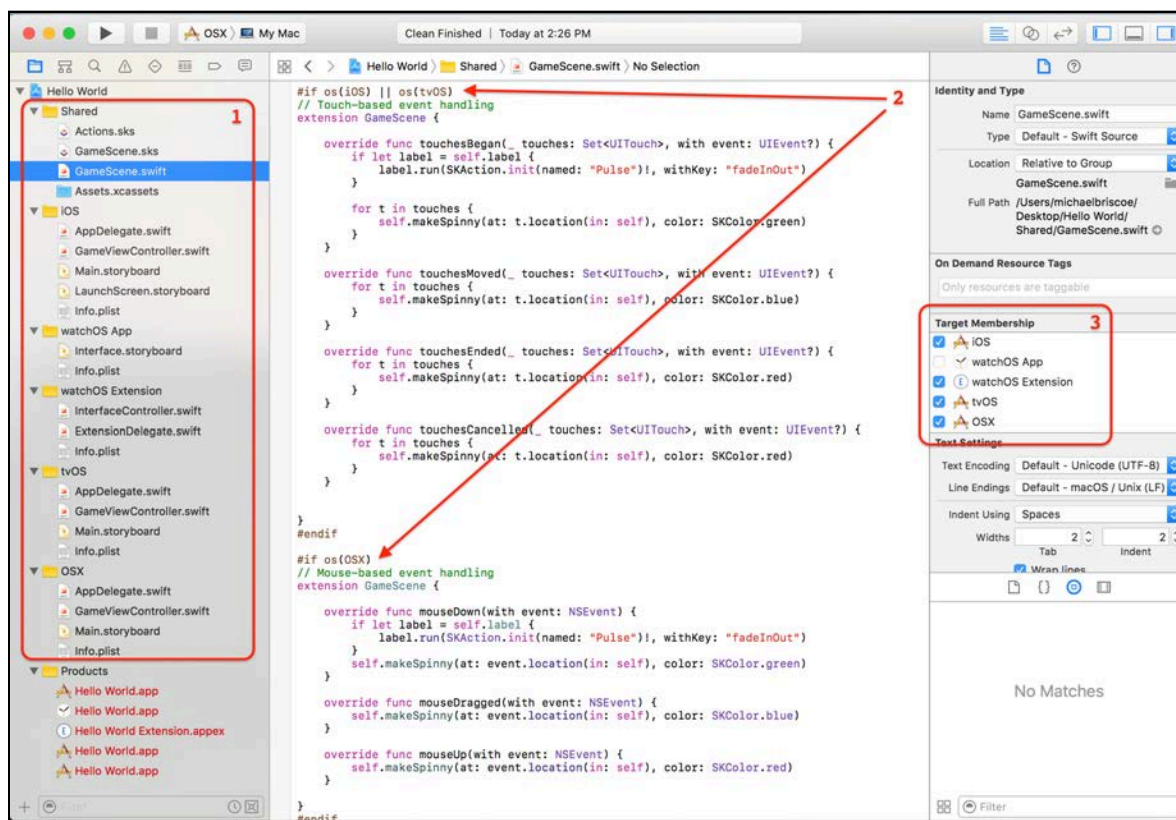 OSX 〉 My Mac
Clean Finished | Today at 2:26 PM
Hello World 〉 Shared 〉 GameScene.swift 〉 No Selection
Hello World
Shared
1
Actions.sks
GameScene.sks
GameScene.swift
Assets.xcassets
iOS
AppDelegate.swift
GameViewController.swift
Main.storyboard
LaunchScreen.storyboard
Info.plist
watchOS App
Interface.storyboard
Info.plist
watchOS Extension
InterfaceController.swift
ExtensionDelegate.swift
Info.plist
tvOS
AppDelegate.swift
GameViewController.swift
Main.storyboard
Info.plist
OSX
AppDelegate.swift
GameViewController.swift
Main.storyboard
Info.plist
Products
Hello World.app
Hello World.app
Hello World Extension.appex
Hello World.app
Hello World.app
Filter
#if os(iOS) || os(tvOS)
2
// Touch-based event handling
extension GameScene {
override func touchesBegan(_ touches: Set<UITouch>, with event: UIEvent?) {
if let label = self.label {
label.run(SKAction.init(named: "Pulse")!, withKey: "fadeInOut")
}
for t in touches {
self.makeSpinny(at: t.location(in: self), color: SKColor.green)
}
}
override func touchesMoved(_ touches: Set<UITouch>, with event: UIEvent?) {
for t in touches {
self.makeSpinny(at: t.location(in: self), color: SKColor.blue)
}
}
override func touchesEnded(_ touches: Set<UITouch>, with event: UIEvent?) {
for t in touches {
self.makeSpinny(at: t.location(in: self), color: SKColor.red)
}
}
override func touchesCancelled(_ touches: Set<UITouch>, with event: UIEvent?) {
for t in touches {
self.makeSpinny(at: t.location(in: self), color: SKColor.red)
}
}
}
#endif
#if os(OSX)
// Mouse-based event handling
extension GameScene {
override func mouseDown(with event: NSEvent) {
if let label = self.label {
label.run(SKAction.init(named: "Pulse")!, withKey: "fadeInOut")
}
self.makeSpinny(at: event.location(in: self), color: SKColor.green)
}
override func mouseDragged(with event: NSEvent) {
self.makeSpinny(at: event.location(in: self), color: SKColor.blue)
}
override func mouseUp(with event: NSEvent) {
self.makeSpinny(at: event.location(in: self), color: SKColor.red)
}
}
#endif
Identity and Type
Name GameScene.swift
Type Default - Swift Source
Location Relative to Group
GameScene.swift
Full Path /Users/michaelbriscoe/
Desktop/Hello World/
Shared/GameScene.swift
On Demand Resource Tags
Only resources are taggable
Target Membership 3
iOS
watchOS App
E watchOS Extension
tvOS
OSX
Text Settings
Text Encoding Default - Unicode (UTF-8)
Line Endings Default - macOS / Unix (LF)
Indent Using Spaces
Widths 2 2
Tab Indent
Wrap lines
{}
No Matches
Filter